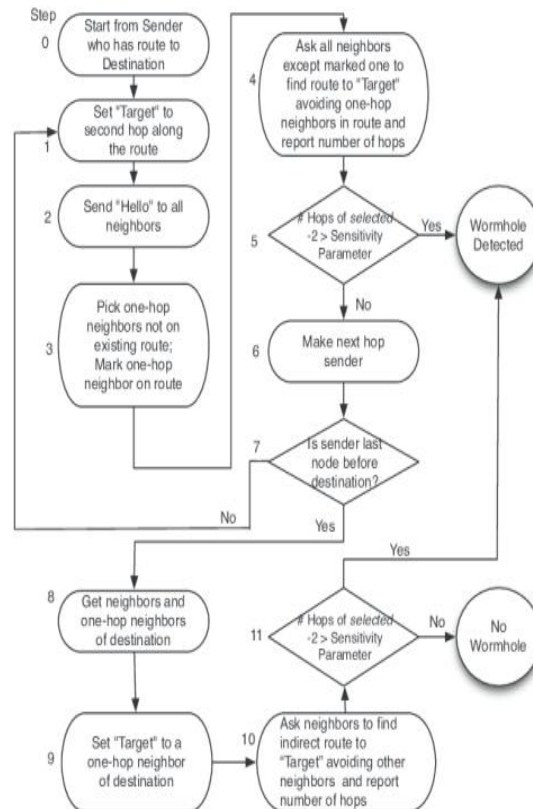 Step
0
Start from Sender
who has route to
Destination
1
Set "Target" to
second hop along
the route
2
Send "Hello" to all
neighbors
3
Pick one-hop
neighbors not on
existing route;
Mark one-hop
neighbor on route
4
Ask all neighbors
except marked one to
find route to "Target"
avoiding one-hop
neighbors in route and
report number of hops
5
# Hops of selected
-2 > Sensitivity
Parameter
Yes
Wormhole
Detected
No
6
Make next hop
sender
7
Is sender last
node before
destination?
No
Yes
8
Get neighbors and
one-hop neighbors
of destination
9
Set "Target" to a
one-hop neighbor
of destination
10
Ask neighbors to find
indirect route to
"Target" avoiding other
neighbors and report
number of hops
11
# Hops of selected
-2 > Sensitivity
Parameter
Yes
No
No
Wormhole